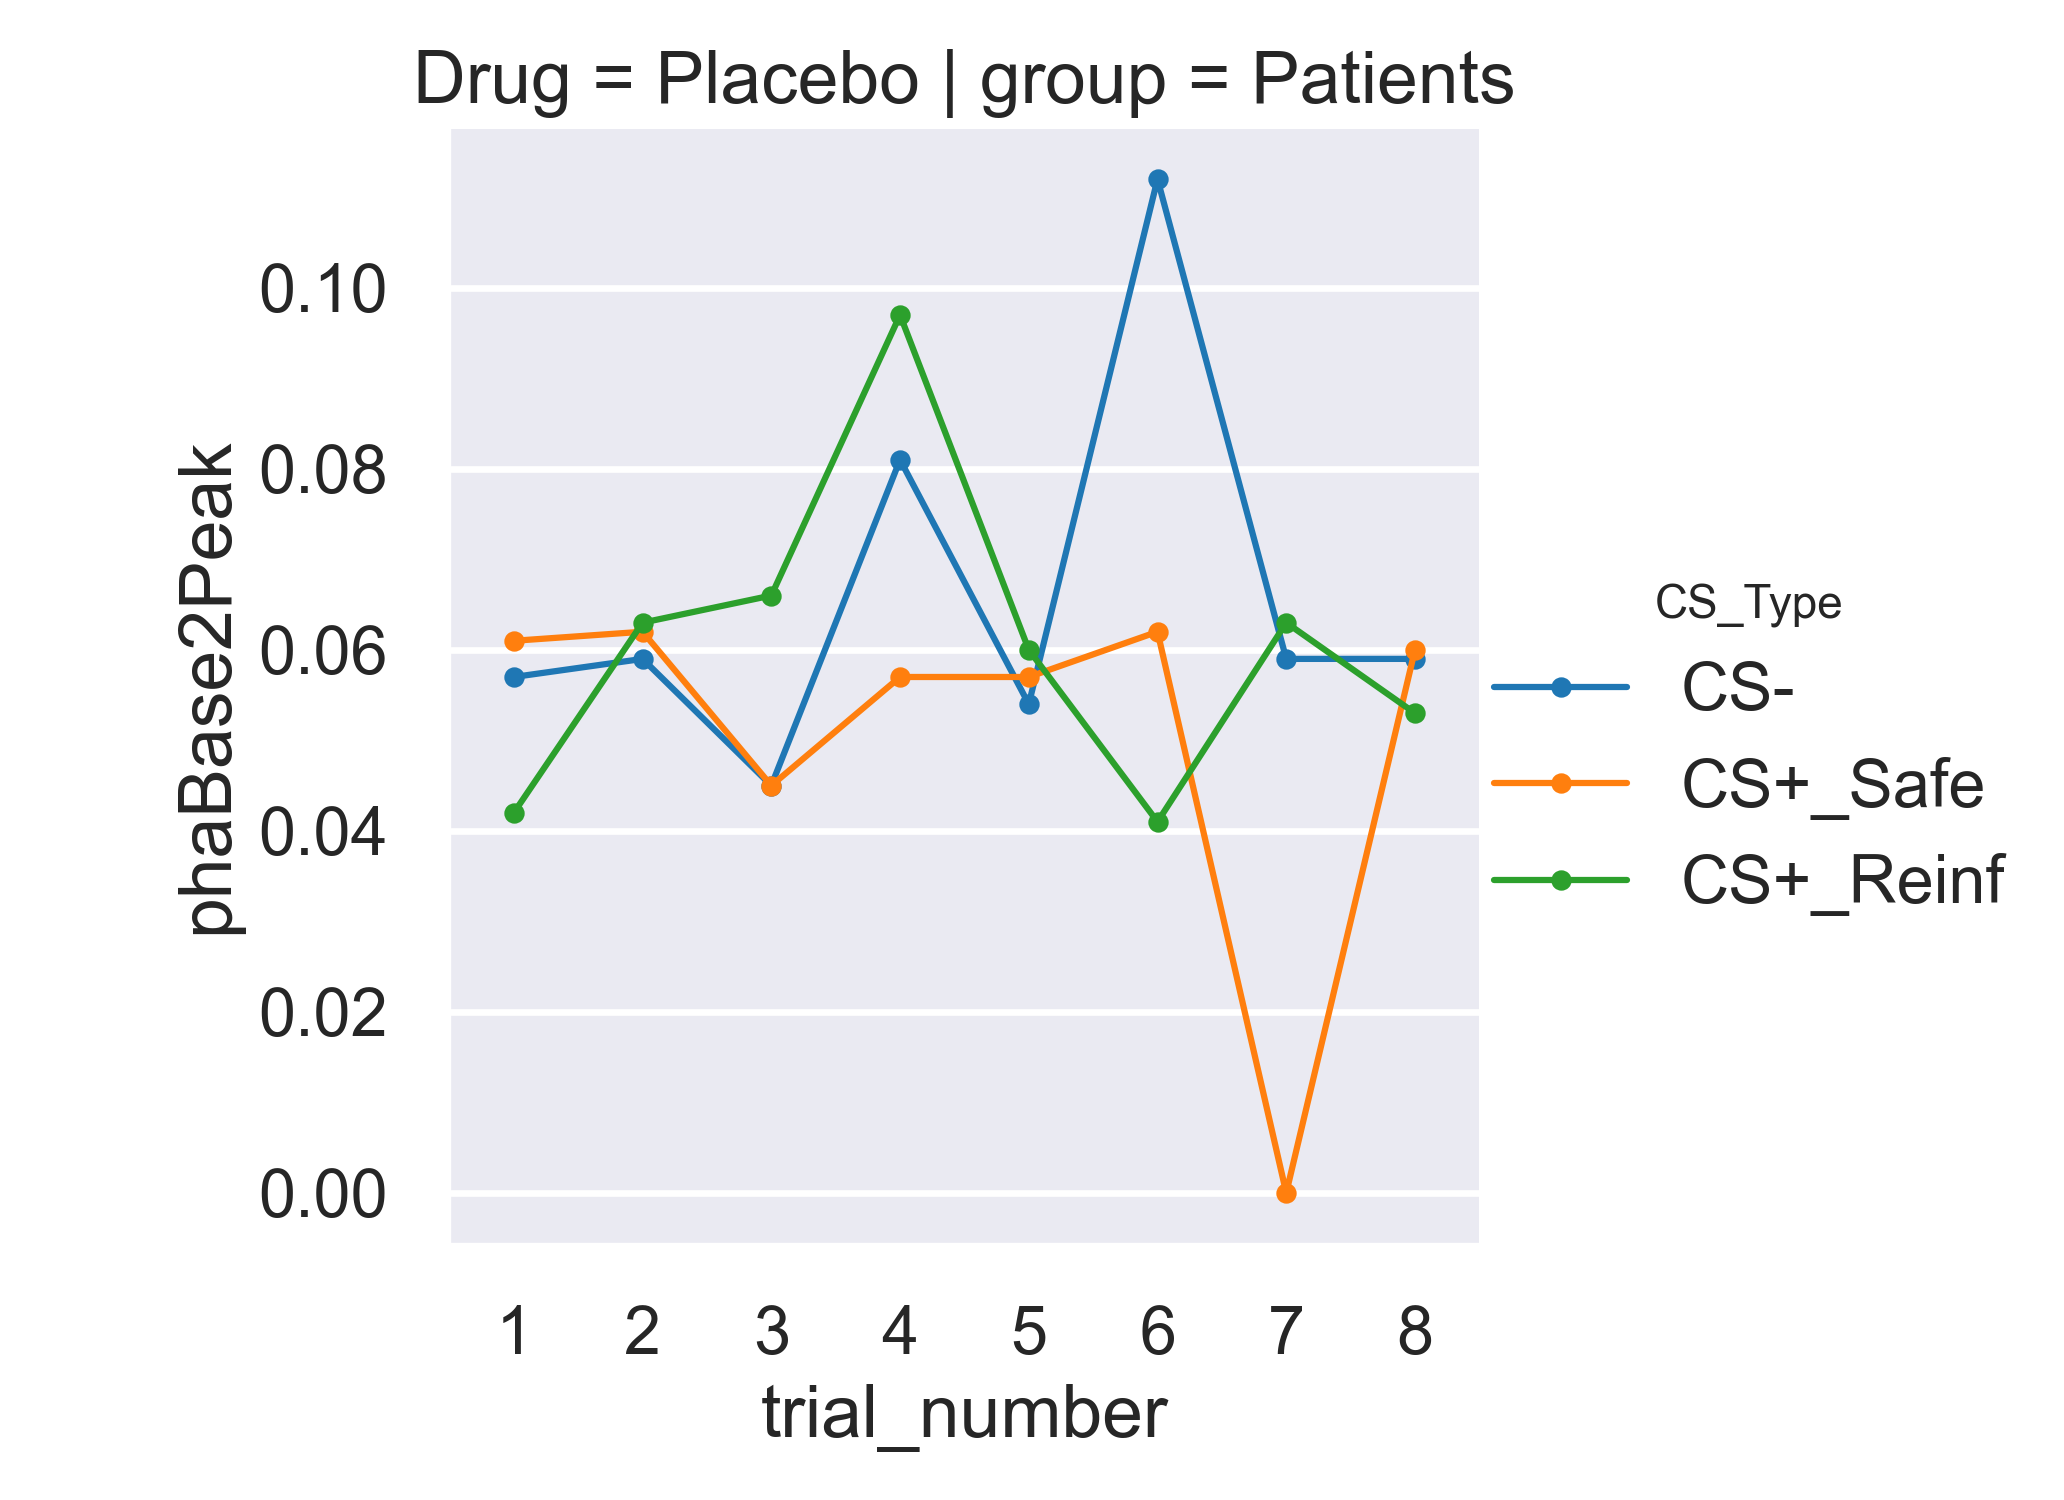 Drug = Placebo | group = Patients
phaBase2Peak
0.10
0.08
0.06
0.04
0.02
0.00
1 2 3 4 5 6 7 8
trial_number
CS_Type
CS-
CS+_Safe
CS+_Reinf